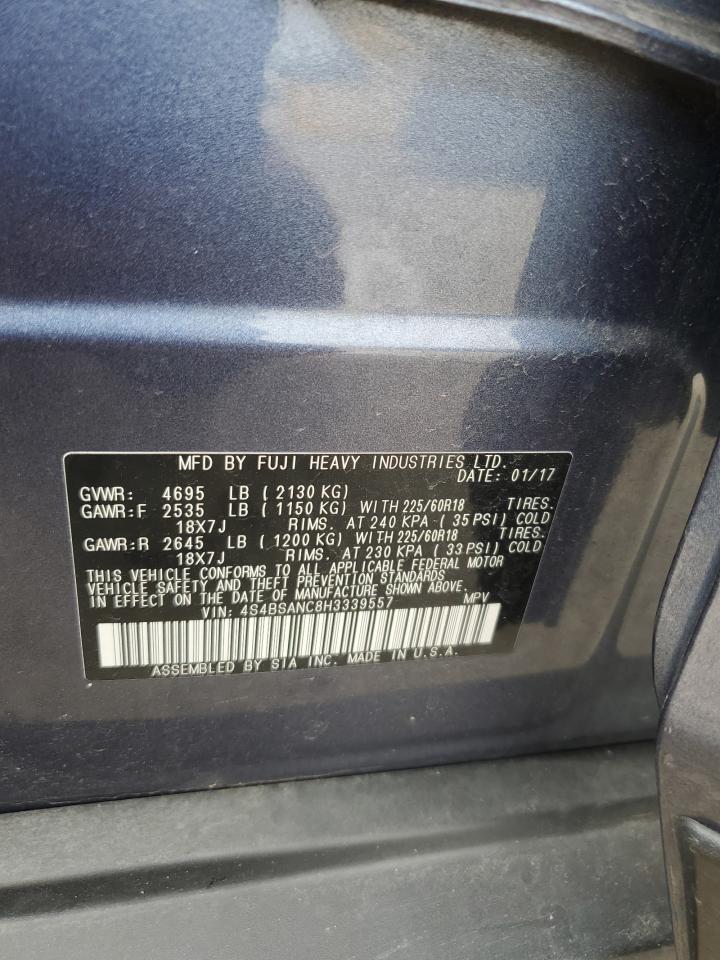 MFD BY FUJI HEAVY INDUSTRIES LTD.
DATE: 01/17
GVWR: 4695 LB ( 2130 KG)
GAWR:F 2535 LB ( 1150 KG) WITH 225/60R18 TIRES.
18X7J RIMS. AT 240 KPA ( 35 PSI) COLD
GAWR:R 2645 LB ( 1200 KG) WITH 225/60R18 TIRES.
18X7J RIMS. AT 230 KPA ( 33 PSI) COLD
THIS VEHICLE CONFORMS TO ALL APPLICABLE FEDERAL MOTOR
VEHICLE SAFETY AND THEFT PREVENTION STANDARDS
IN EFFECT ON THE DATE OF MANUFACTURE SHOWN ABOVE.
VIN: 4S4BSANC8H3339557 MPV
ASSEMBLED BY SIA INC. MADE IN U.S.A.